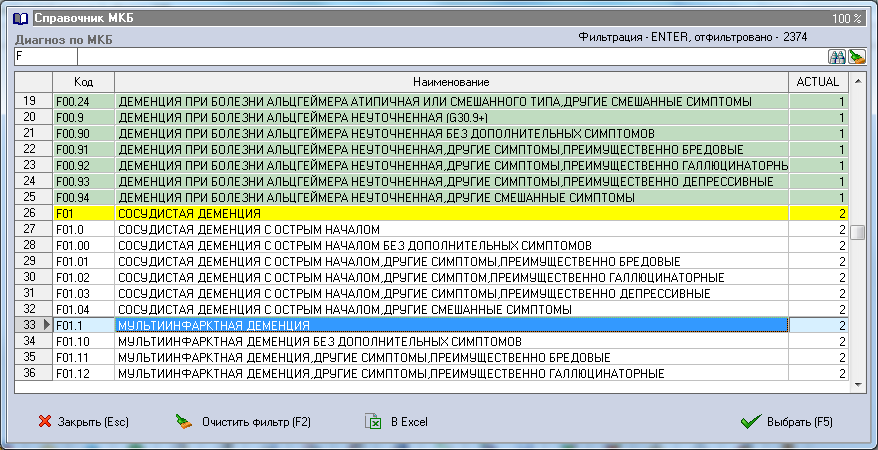 Справочник МКБ 100 %
Диагноз по МКБ Фильтрация - ENTER, отфильтровано - 2374
F
Код Наименование ACTUAL
19 F00.24 ДЕМЕНЦИЯ ПРИ БОЛЕЗНИ АЛЬЦГЕЙМЕРА АТИПИЧНАЯ ИЛИ СМЕШАННОГО ТИПА,ДРУГИЕ СМЕШАННЫЕ СИМПТОМЫ 1
20 F00.9 ДЕМЕНЦИЯ ПРИ БОЛЕЗНИ АЛЬЦГЕЙМЕРА НЕУТОЧНЕННАЯ (G30.9+) 1
21 F00.90 ДЕМЕНЦИЯ ПРИ БОЛЕЗНИ АЛЬЦГЕЙМЕРА НЕУТОЧНЕННАЯ БЕЗ ДОПОЛНИТЕЛЬНЫХ СИМПТОМОВ 1
22 F00.91 ДЕМЕНЦИЯ ПРИ БОЛЕЗНИ АЛЬЦГЕЙМЕРА НЕУТОЧНЕННАЯ,ДРУГИЕ СИМПТОМЫ,ПРЕИМУЩЕСТВЕННО БРЕДОВЫЕ 1
23 F00.92 ДЕМЕНЦИЯ ПРИ БОЛЕЗНИ АЛЬЦГЕЙМЕРА НЕУТОЧНЕННАЯ,ДРУГИЕ СИМПТОМЫ,ПРЕИМУЩЕСТВЕННО ГАЛЛЮЦИНАТОРНЫ 1
24 F00.93 ДЕМЕНЦИЯ ПРИ БОЛЕЗНИ АЛЬЦГЕЙМЕРА НЕУТОЧНЕННАЯ,ДРУГИЕ СИМПТОМЫ,ПРЕИМУЩЕСТВЕННО ДЕПРЕССИВНЫЕ 1
25 F00.94 ДЕМЕНЦИЯ ПРИ БОЛЕЗНИ АЛЬЦГЕЙМЕРА НЕУТОЧНЕННАЯ,ДРУГИЕ СМЕШАННЫЕ СИМПТОМЫ 1
26 F01 СОСУДИСТАЯ ДЕМЕНЦИЯ 2
27 F01.0 СОСУДИСТАЯ ДЕМЕНЦИЯ С ОСТРЫМ НАЧАЛОМ 2
28 F01.00 СОСУДИСТАЯ ДЕМЕНЦИЯ С ОСТРЫМ НАЧАЛОМ БЕЗ ДОПОЛНИТЕЛЬНЫХ СИМПТОМОВ 2
29 F01.01 СОСУДИСТАЯ ДЕМЕНЦИЯ С ОСТРЫМ НАЧАЛОМ,ДРУГИЕ СИМПТОМЫ,ПРЕИМУЩЕСТВЕННО БРЕДОВЫЕ 2
30 F01.02 СОСУДИСТАЯ ДЕМЕНЦИЯ С ОСТРЫМ НАЧАЛОМ,ДРУГИЕ СИМПТОМ,ПРЕИМУЩЕСТВЕННО ГАЛЛЮЦИНАТОРНЫЕ 2
31 F01.03 СОСУДИСТАЯ ДЕМЕНЦИЯ С ОСТРЫМ НАЧАЛОМ,ДРУГИЕ СИМПТОМЫ,ПРЕИМУЩЕСТВЕННО ДЕПРЕССИВНЫЕ 2
32 F01.04 СОСУДИСТАЯ ДЕМЕНЦИЯ С ОСТРЫМ НАЧАЛОМ,ДРУГИЕ СМЕШАННЫЕ СИМПТОМЫ 2
33 F01.1 МУЛЬТИИНФАРКТНАЯ ДЕМЕНЦИЯ 2
34 F01.10 МУЛЬТИИНФАРКТНАЯ ДЕМЕНЦИЯ БЕЗ ДОПОЛНИТЕЛЬНЫХ СИМПТОМОВ 2
35 F01.11 МУЛЬТИИНФАРКТНАЯ ДЕМЕНЦИЯ,ДРУГИЕ СИМПТОМЫ,ПРЕИМУЩЕСТВЕННО БРЕДОВЫЕ 2
36 F01.12 МУЛЬТИИНФАРКТНАЯ ДЕМЕНЦИЯ,ДРУГИЕ СИМПТОМЫ,ПРЕИМУЩЕСТВЕННО ГАЛЛЮЦИНАТОРНЫЕ 2
Закрыть (Esc) Очистить фильтр (F2) В Excel Выбрать (F5)